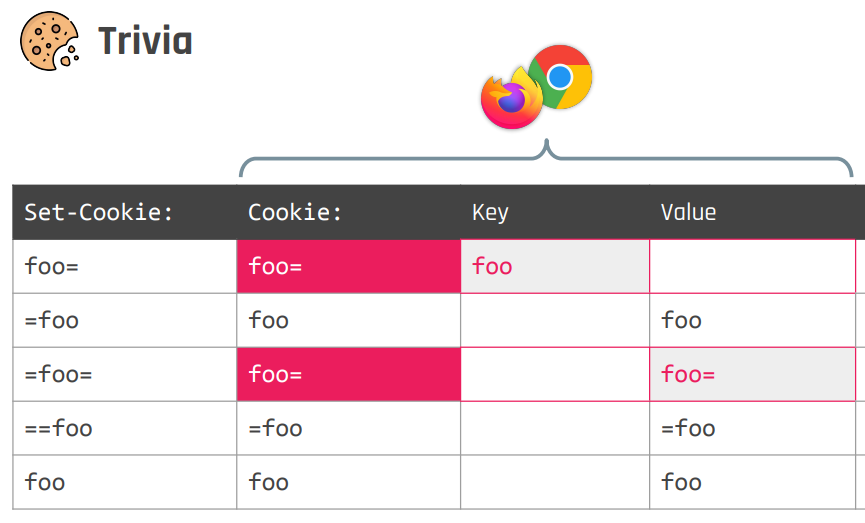 Trivia
Set-Cookie: Cookie: Key Value
foo= foo= foo
=foo foo foo
=foo= foo= foo=
==foo =foo =foo
foo foo foo